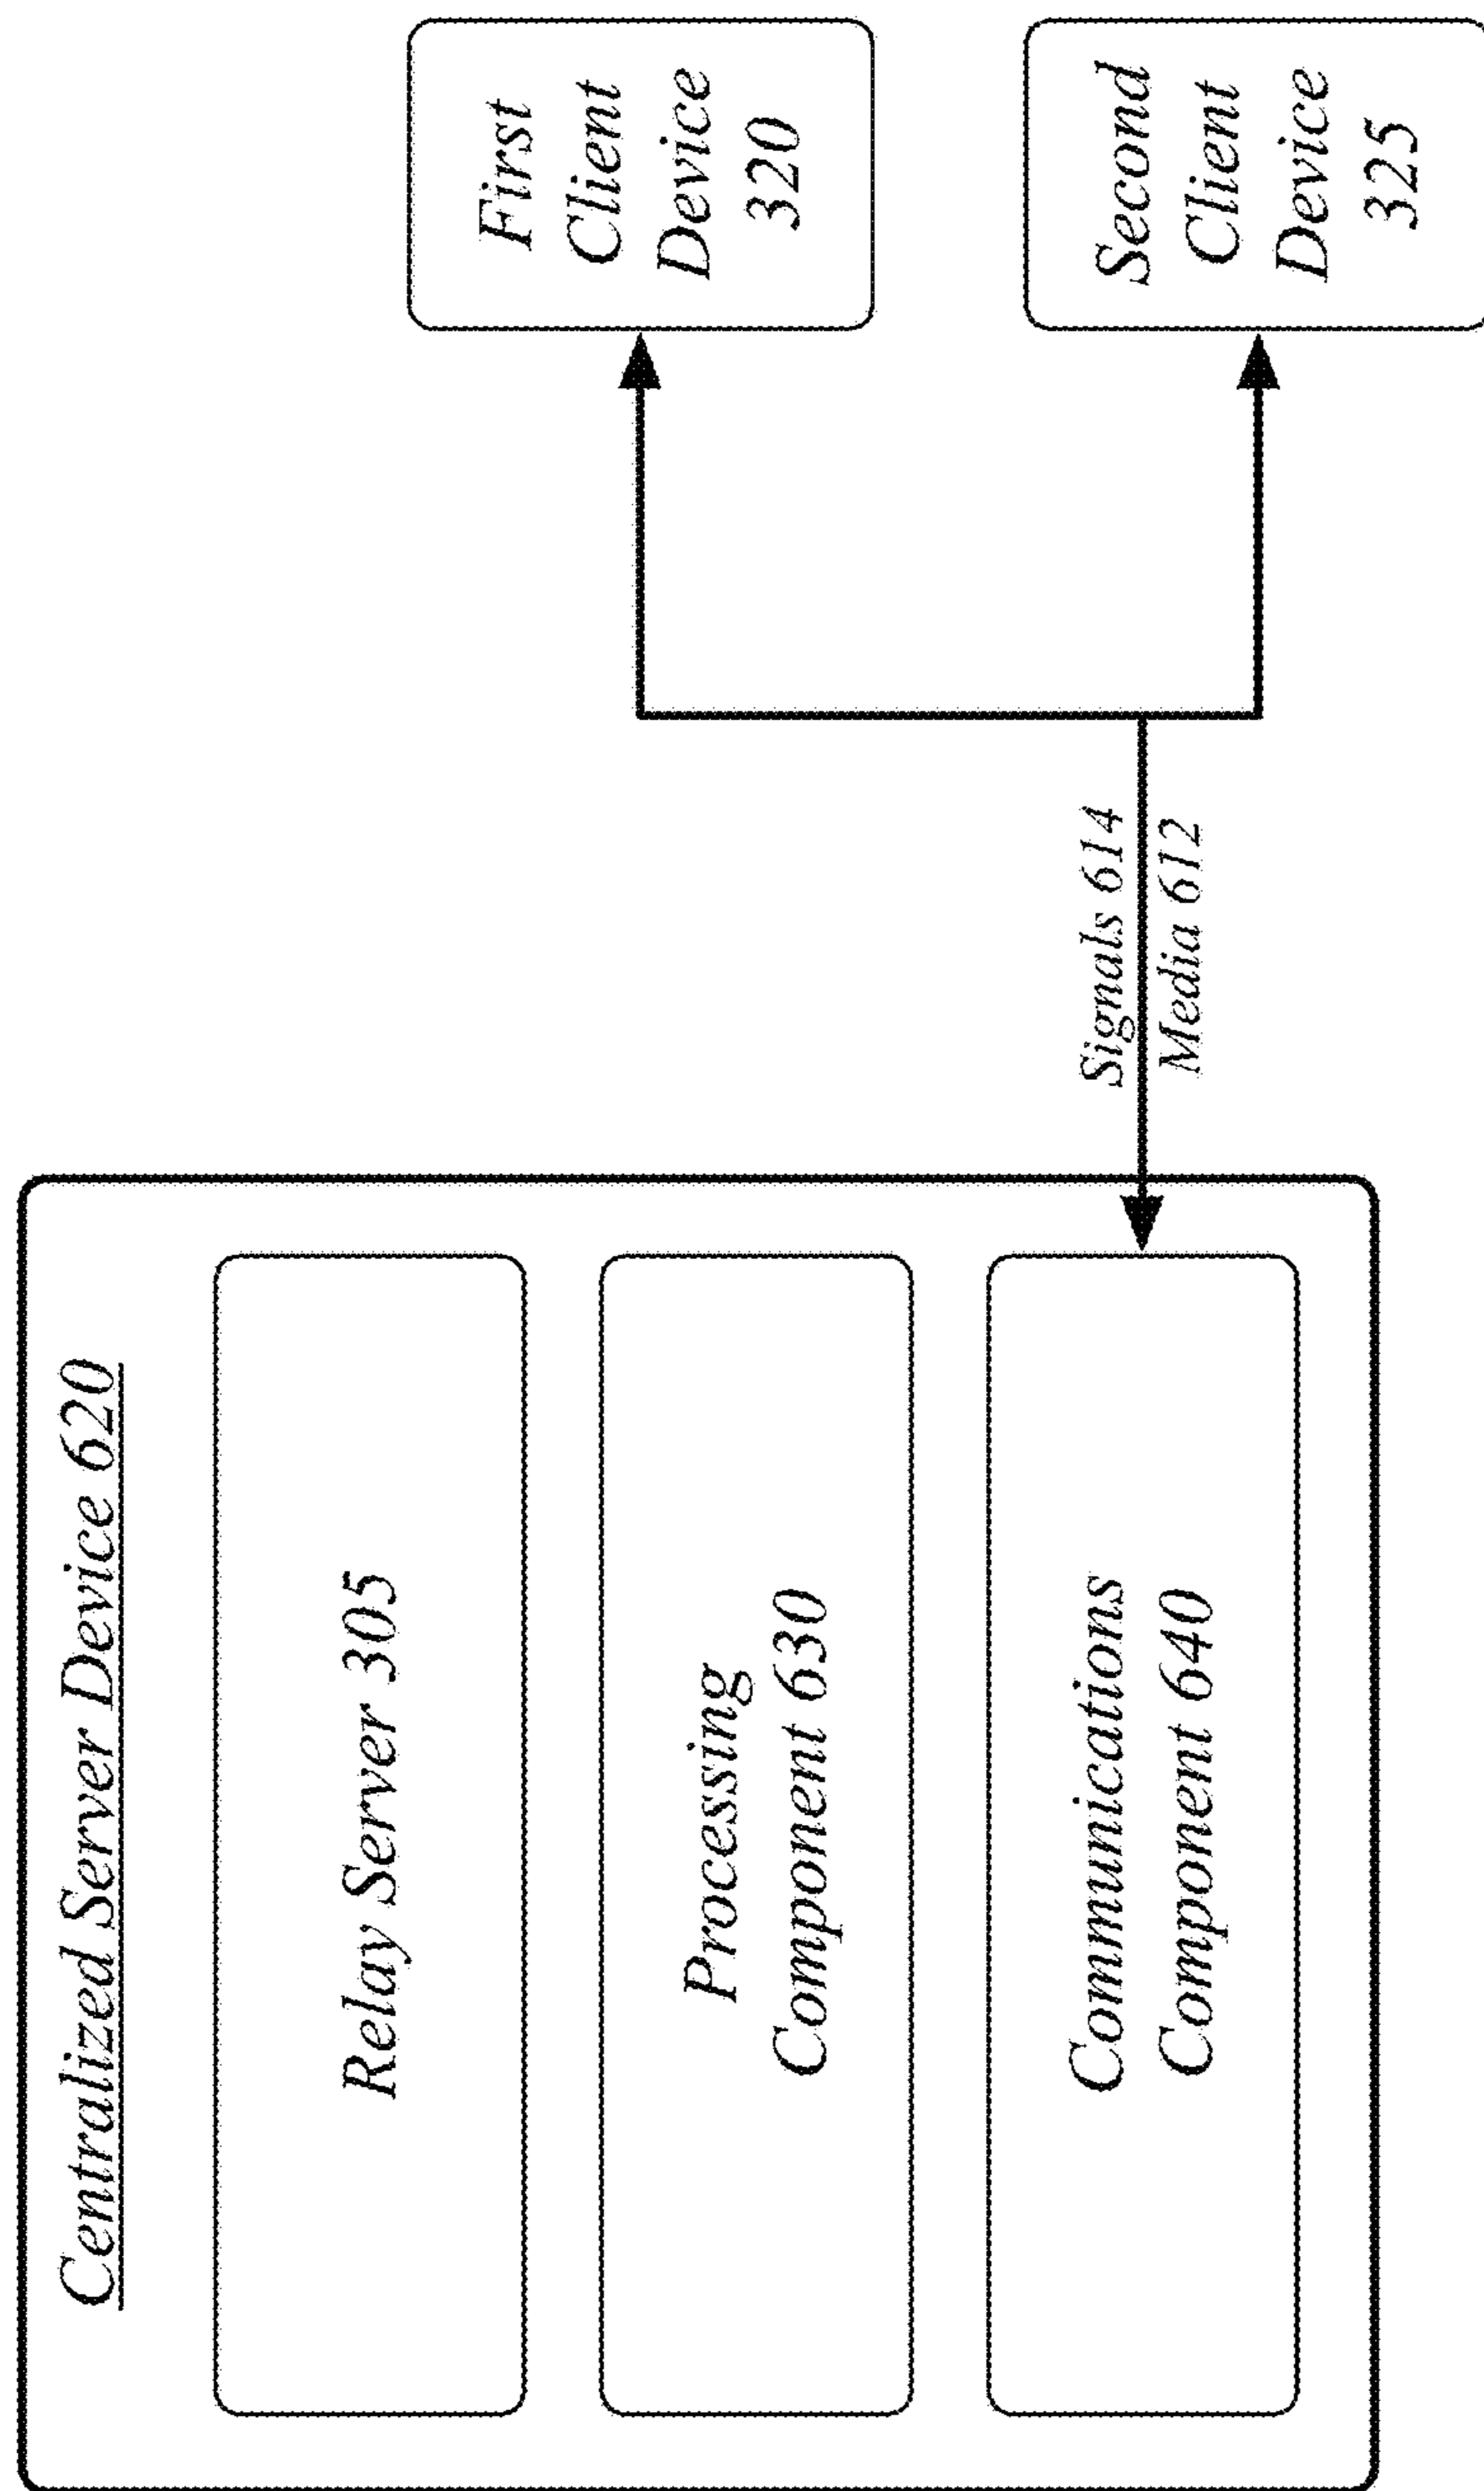 Centralized Server Device 620
Relay Server 305
Processing
Component 630
Communications
Component 640
Signals 614
Media 612
First
Client
Device
320
Second
Client
Device
325